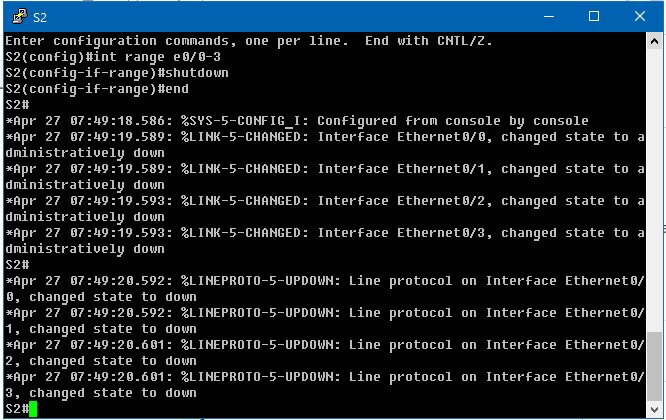 S2
Enter configuration commands, one per line.  End with CNTL/Z.
S2(config)#int range e0/0-3
S2(config-if-range)#shutdown
S2(config-if-range)#end
S2#
*Apr 27 07:49:18.586: %SYS-5-CONFIG_I: Configured from console by console
*Apr 27 07:49:19.589: %LINK-5-CHANGED: Interface Ethernet0/0, changed state to a
dministratively down
*Apr 27 07:49:19.589: %LINK-5-CHANGED: Interface Ethernet0/1, changed state to a
dministratively down
*Apr 27 07:49:19.593: %LINK-5-CHANGED: Interface Ethernet0/2, changed state to a
dministratively down
*Apr 27 07:49:19.593: %LINK-5-CHANGED: Interface Ethernet0/3, changed state to a
dministratively down
S2#
*Apr 27 07:49:20.592: %LINEPROTO-5-UPDOWN: Line protocol on Interface Ethernet0/
0, changed state to down
*Apr 27 07:49:20.592: %LINEPROTO-5-UPDOWN: Line protocol on Interface Ethernet0/
1, changed state to down
*Apr 27 07:49:20.601: %LINEPROTO-5-UPDOWN: Line protocol on Interface Ethernet0/
2, changed state to down
*Apr 27 07:49:20.601: %LINEPROTO-5-UPDOWN: Line protocol on Interface Ethernet0/
3, changed state to down
S2#